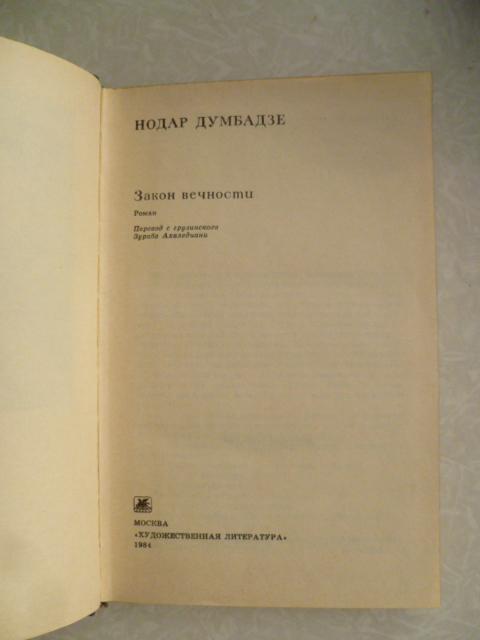 НОДАР ДУМБАДЗЕ
Закон вечности
Роман
Перевод с грузинского
Зураба Ахвледиани
МОСКВА
«ХУДОЖЕСТВЕННАЯ ЛИТЕРАТУРА»
1984